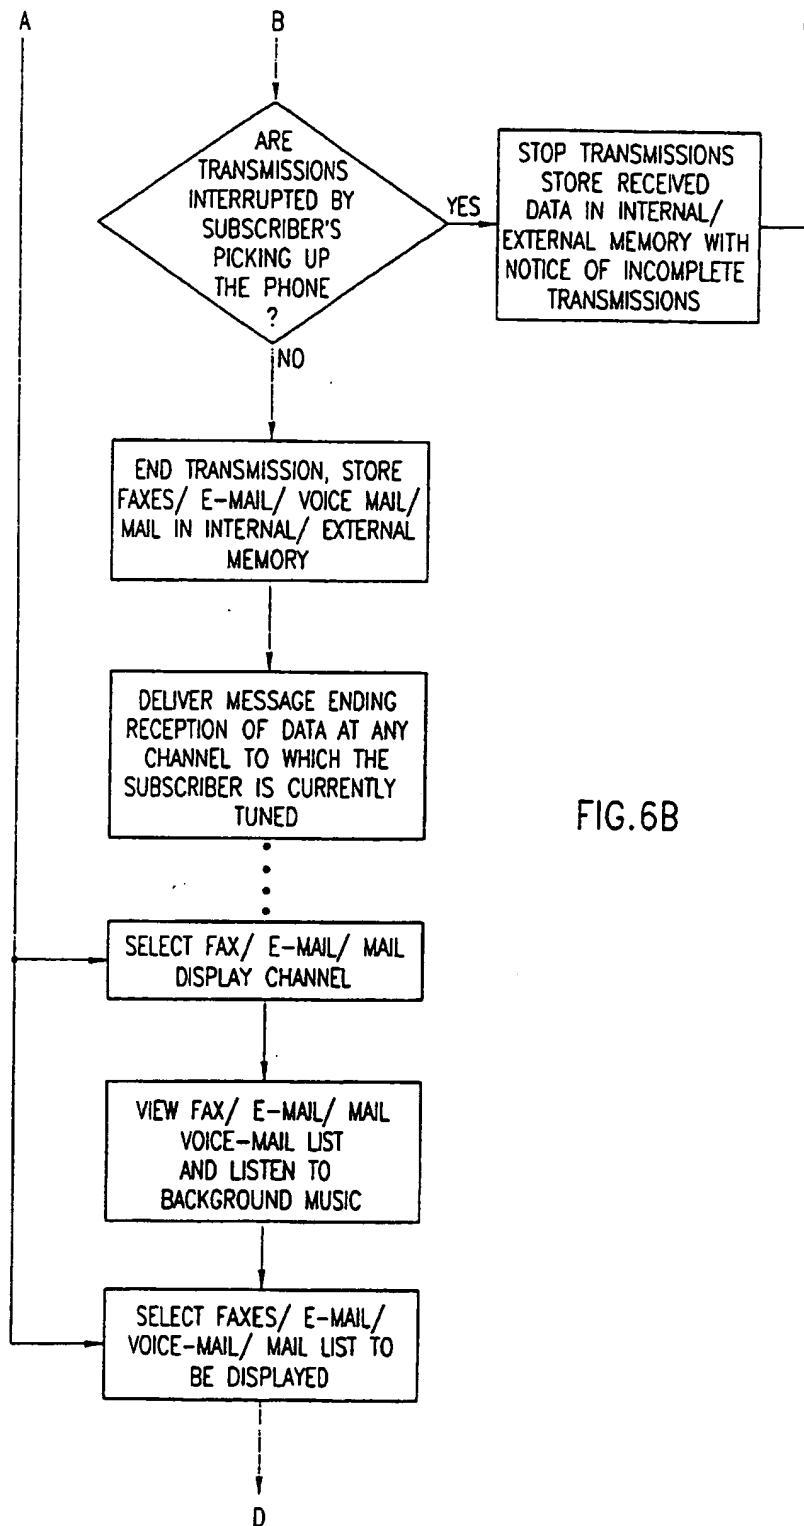 A
B
ARE
TRANSMISSIONS
INTERRUPTED BY
SUBSCRIBER'S
PICKING UP
THE PHONE
?
YES
STOP TRANSMISSIONS
STORE RECEIVED
DATA IN INTERNAL/
EXTERNAL MEMORY WITH
NOTICE OF INCOMPLETE
TRANSMISSIONS
NO
END TRANSMISSION, STORE
FAXES/ E-MAIL/ VOICE MAIL/
MAIL IN INTERNAL/ EXTERNAL
MEMORY
DELIVER MESSAGE ENDING
RECEPTION OF DATA AT ANY
CHANNEL TO WHICH THE
SUBSCRIBER IS CURRENTLY
TUNED
FIG.6B
SELECT FAX/ E-MAIL/ MAIL
DISPLAY CHANNEL
VIEW FAX/ E-MAIL/ MAIL
VOICE-MAIL LIST
AND LISTEN TO
BACKGROUND MUSIC
SELECT FAXES/ E-MAIL/
VOICE-MAIL/ MAIL LIST TO
BE DISPLAYED
D